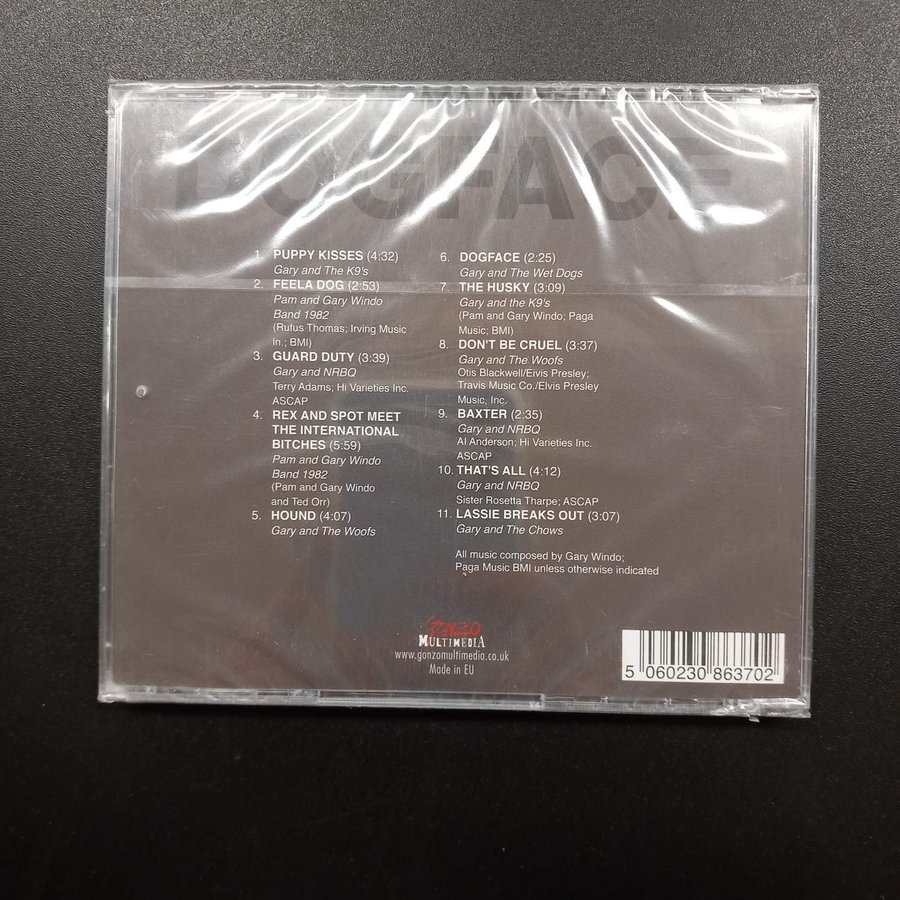 DOGFACE
1. PUPPY KISSES (4:32)
Gary and The K9's
2. FEELA DOG (2:53)
Pam and Gary Windo
Band 1982
(Rufus Thomas; Irving Music
In.; BMI)
3. GUARD DUTY (3:39)
Gary and NRBQ
Terry Adams; Hi Varieties Inc.
ASCAP
4. REX AND SPOT MEET
THE INTERNATIONAL
BITCHES (5:59)
Pam and Gary Windo
Band 1982
(Pam and Gary Windo
and Ted Orr)
5. HOUND (4:07)
Gary and The Woofs
6. DOGFACE (2:25)
Gary and The Wet Dogs
7. THE HUSKY (3:09)
Gary and the K9's
(Pam and Gary Windo; Paga
Music; BMI)
8. DON'T BE CRUEL (3:37)
Gary and The Woofs
Otis Blackwell/Elvis Presley;
Travis Music Co./Elvis Presley
Music, Inc.
9. BAXTER (2:35)
Gary and NRBQ
Al Anderson; Hi Varieties Inc.
ASCAP
10. THAT'S ALL (4:12)
Gary and NRBQ
Sister Rosetta Tharpe; ASCAP
11. LASSIE BREAKS OUT (3:07)
Gary and The Chows
All music composed by Gary Windo;
Paga Music BMI unless otherwise indicated
GONZO
MULTIMEDIA
www.gonzomultimedia.co.uk
Made in EU
5 060230 863702